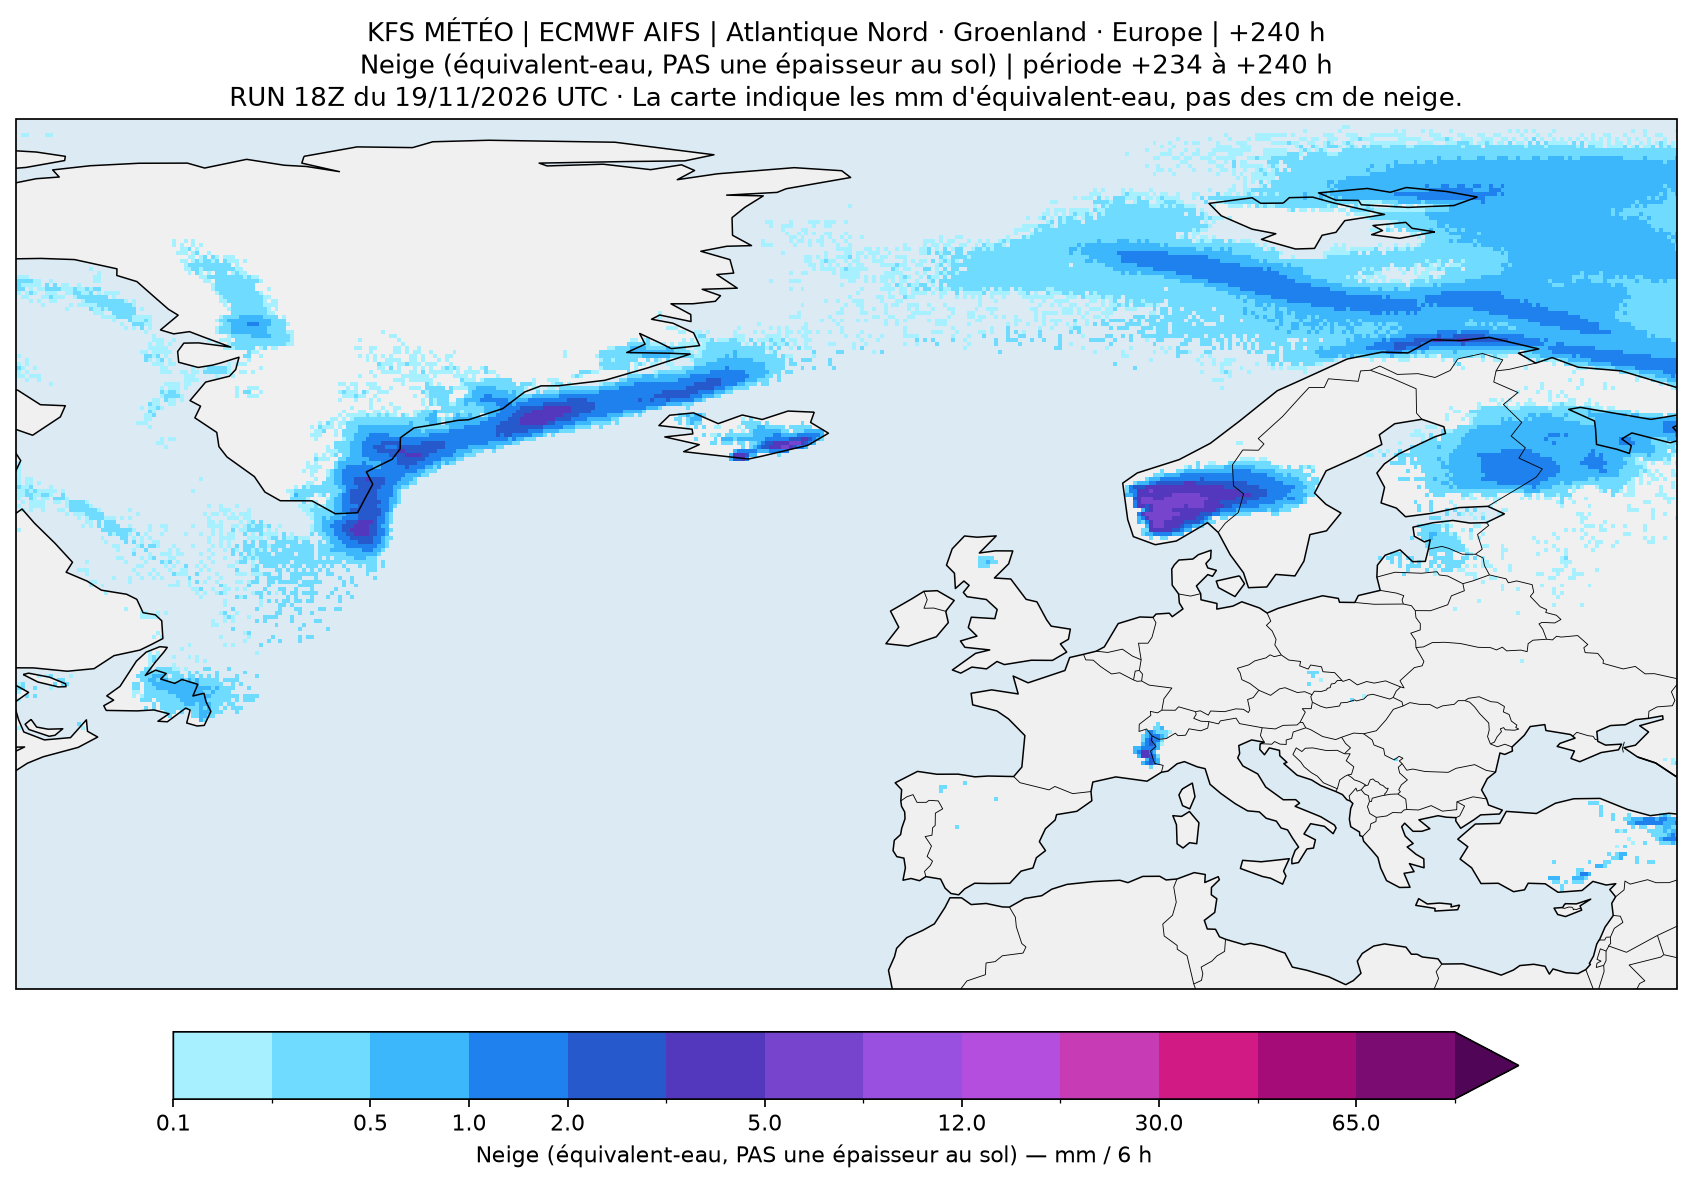 KFS MÉTÉO | ECMWF AIFS | Atlantique Nord · Groenland · Europe | +240 h
Neige (équivalent-eau, PAS une épaisseur au sol) | période +234 à +240 h
RUN 18Z du 19/11/2026 UTC · La carte indique les mm d'équivalent-eau, pas des cm de neige.
0.1 0.5 1.0 2.0 5.0 12.0 30.0 65.0
Neige (équivalent-eau, PAS une épaisseur au sol) — mm / 6 h